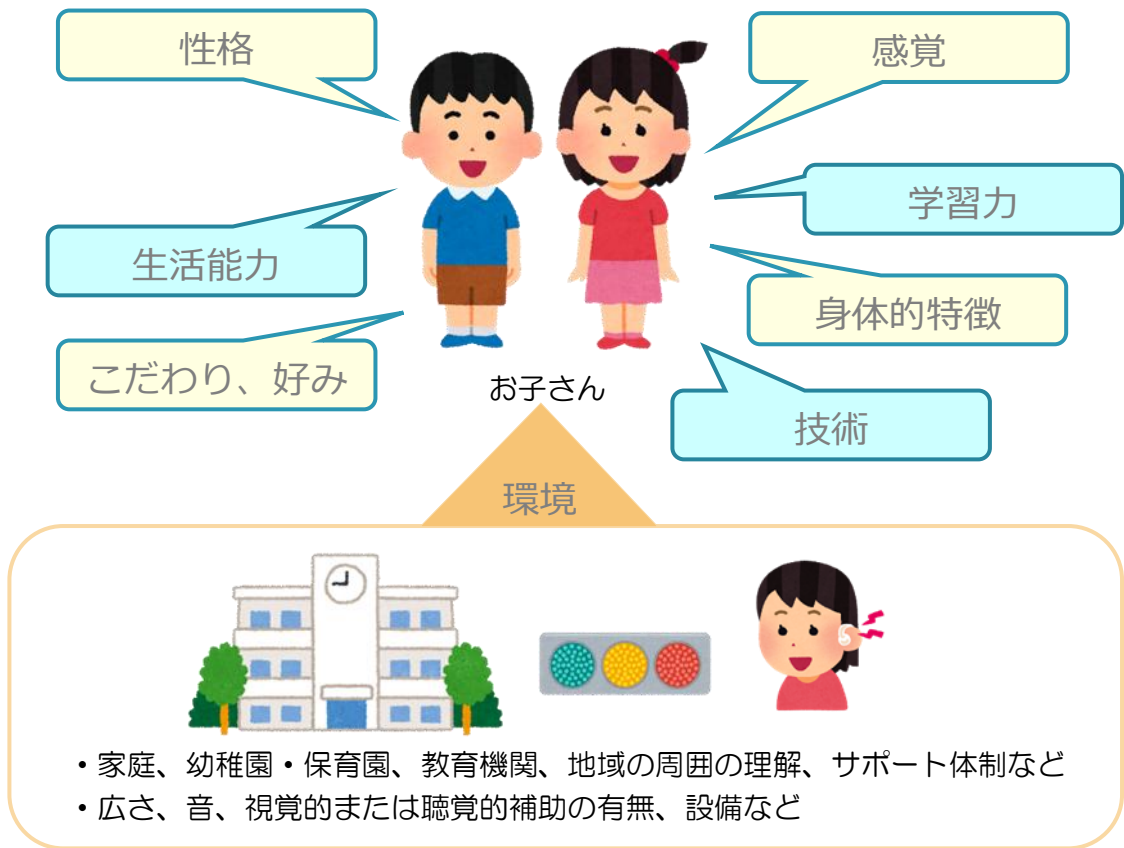 性格
感覚
学習力
生活能力
身体的特徴
こだわり、好み
お子さん
技術
環境
・家庭、幼稚園・保育園、教育機関、地域の周囲の理解、サポート体制など
・広さ、音、視覚的または聴覚的補助の有無、設備など